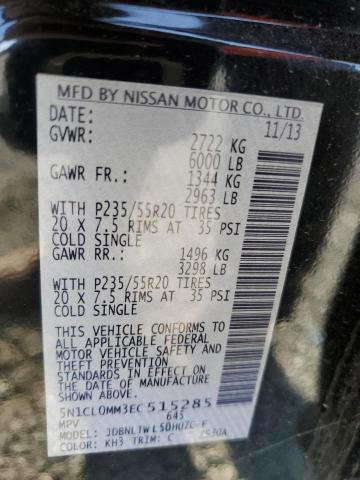 MFD BY NISSAN MOTOR CO., LTD.
DATE: 11/13
GVWR: 2722 KG
6000 LB
GAWR FR.: 1344 KG
2963 LB
WITH P235/55R20 TIRES
20 x 7.5 RIMS AT 35 PSI
COLD SINGLE
GAWR RR.: 1496 KG
3298 LB
WITH P235/55R20 TIRES
20 x 7.5 RIMS AT 35 PSI
COLD SINGLE
THIS VEHICLE CONFORMS TO
ALL APPLICABLE FEDERAL
MOTOR VEHICLE SAFETY AND
THEFT PREVENTION
STANDARDS IN EFFECT ON THE
DATE OF MANUFACTURE SHOWN
ABOVE.
5N1CL0MM3EC515285
MPV 645
MODEL:
COLOR: KH3 TRIM: C